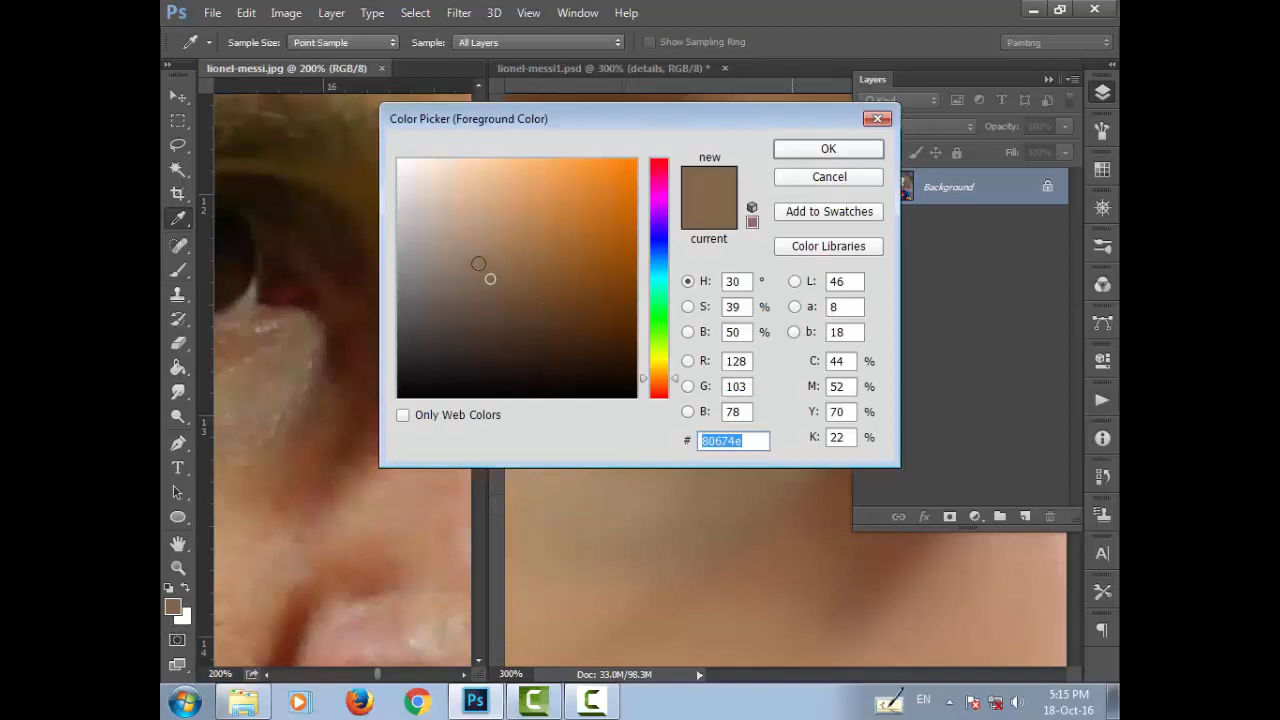 Ps File Edit Image Layer Type Select Filter 3D View Window Help
Sample Size: Point Sample Sample: All Layers Show Sampling Ring Painting
lionel-messi.jpg @ 200% (RGB/8) × lionel-messi1.psd @ 300% (details, RGB/8) * ×
Layers
16
Kind
Opacity: 100%
Fill: 100%
Background
Color Picker (Foreground Color)
new
current
OK
Cancel
Add to Swatches
Color Libraries
H: 30 ° L: 46
S: 39 % a: 8
B: 50 % b: 18
R: 128 C: 44 %
G: 103 M: 52 %
B: 78 Y: 70 %
# 80674e K: 22 %
Only Web Colors
1
2
1
3
1
4
200%
300% Doc: 33.0M/98.3M
Ps
EN
5:15 PM
18-Oct-16